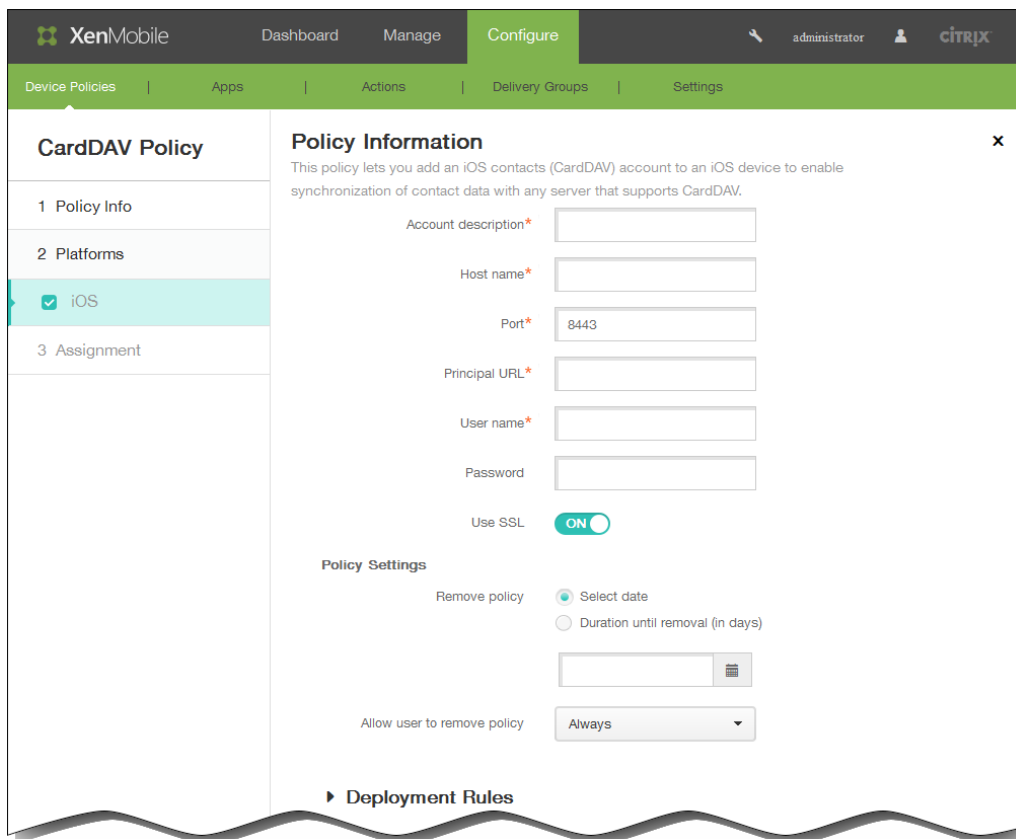 XenMobile
Dashboard Manage Configure administrator CITRIX
Device Policies | Apps | Actions | Delivery Groups | Settings
CardDAV Policy
1 Policy Info
2 Platforms
iOS
3 Assignment
Policy Information
This policy lets you add an iOS contacts (CardDAV) account to an iOS device to enable
synchronization of contact data with any server that supports CardDAV.
Account description*
Host name*
Port* 8443
Principal URL*
User name*
Password
Use SSL ON
Policy Settings
Remove policy Select date
Duration until removal (in days)
Allow user to remove policy Always
Deployment Rules